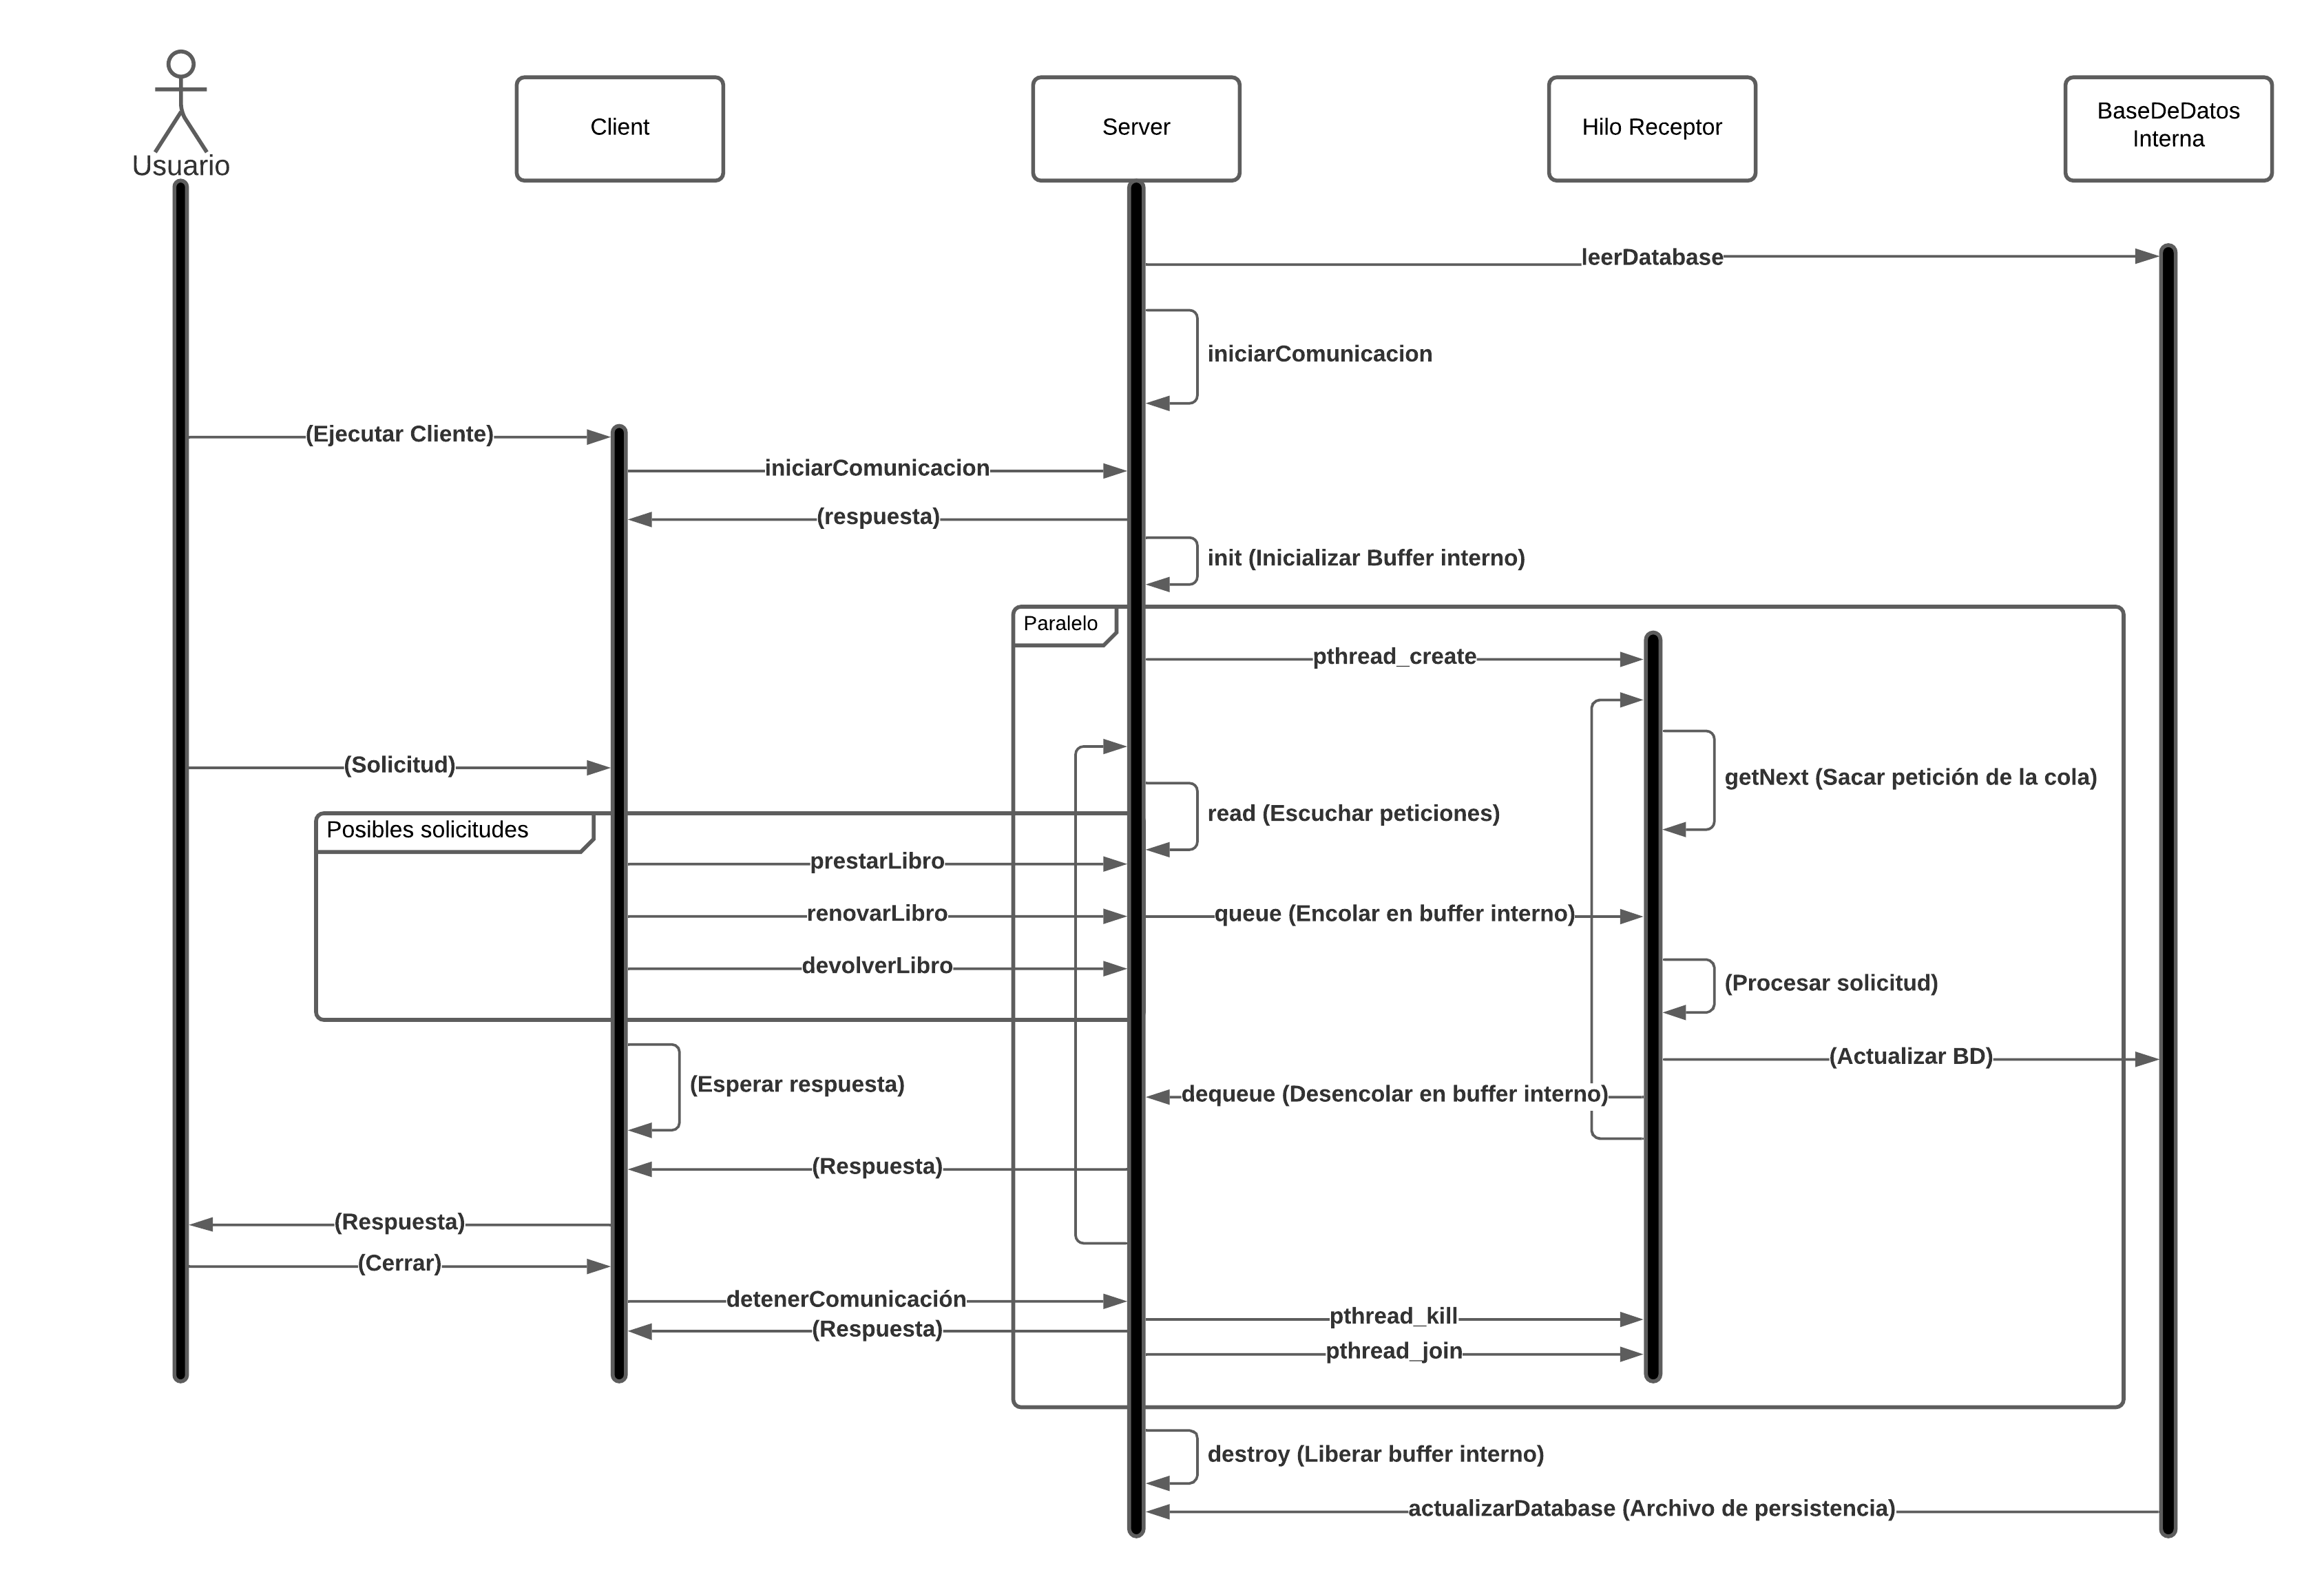 Usuario
Client
Server
Hilo Receptor
BaseDeDatos
Interna
leerDatabase
iniciarComunicacion
(Ejecutar Cliente)
iniciarComunicacion
(respuesta)
init (Inicializar Buffer interno)
Paralelo
pthread_create
(Solicitud)
getNext (Sacar petición de la cola)
read (Escuchar peticiones)
Posibles solicitudes
prestarLibro
renovarLibro
queue (Encolar en buffer interno)
devolverLibro
(Procesar solicitud)
(Actualizar BD)
(Esperar respuesta)
dequeue (Desencolar en buffer interno)
(Respuesta)
(Respuesta)
(Cerrar)
detenerComunicación
pthread_kill
(Respuesta)
pthread_join
destroy (Liberar buffer interno)
actualizarDatabase (Archivo de persistencia)